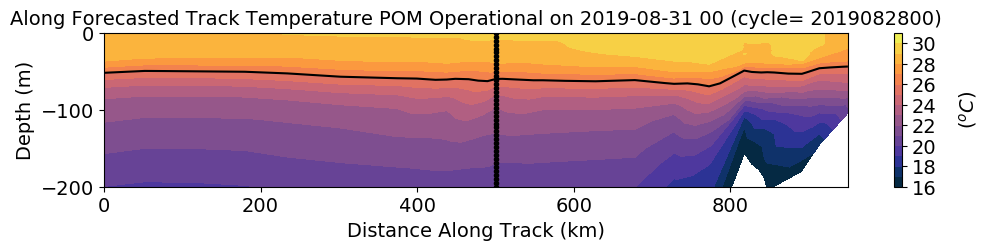 Along Forecasted Track Temperature POM Operational on 2019-08-31 00 (cycle= 2019082800)
Depth (m)
0
−100
−200
0 200 400 600 800
Distance Along Track (km)
30
28
26
24
22
20
18
16
(°C)